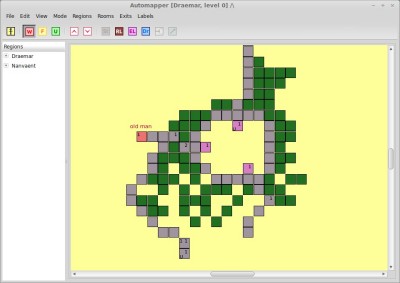 Automapper [Draemar, level 0] /\
File Edit View Mode Regions Rooms Exits Labels
W F U RL EL Dr
Regions
Draemar
Nanvaent
old man